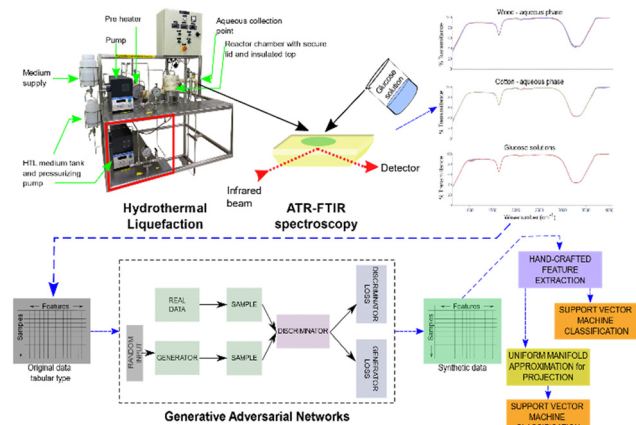 Pre heater
Pump
Aqueous collection
point
Reactor chamber with secure
lid and insulated top
Medium
supply
HTL medium tank
and pressurizing
pump
Hydrothermal
Liquefaction
Glucose
solution
Infrared
beam
Detector
ATR-FTIR
spectroscopy
Wood - aqueous phase
% Transmittance
Cotton - aqueous phase
% Transmittance
Glucose solutions
% Transmittance
Wavenumber (cm⁻¹)
Features
Samples
Original data
tabular type
RANDOM
INPUT
REAL
DATA
SAMPLE
GENERATOR
SAMPLE
DISCRIMINATOR
DISCRIMINATOR
LOSS
GENERATOR
LOSS
Generative Adversarial Networks
Features
Samples
Synthetic data
HAND-CRAFTED
FEATURE
EXTRACTION
SUPPORT VECTOR
MACHINE
CLASSIFICATION
UNIFORM MANIFOLD
APPROXIMATION for
PROJECTION
SUPPORT VECTOR
MACHINE
CLASSIFICATION